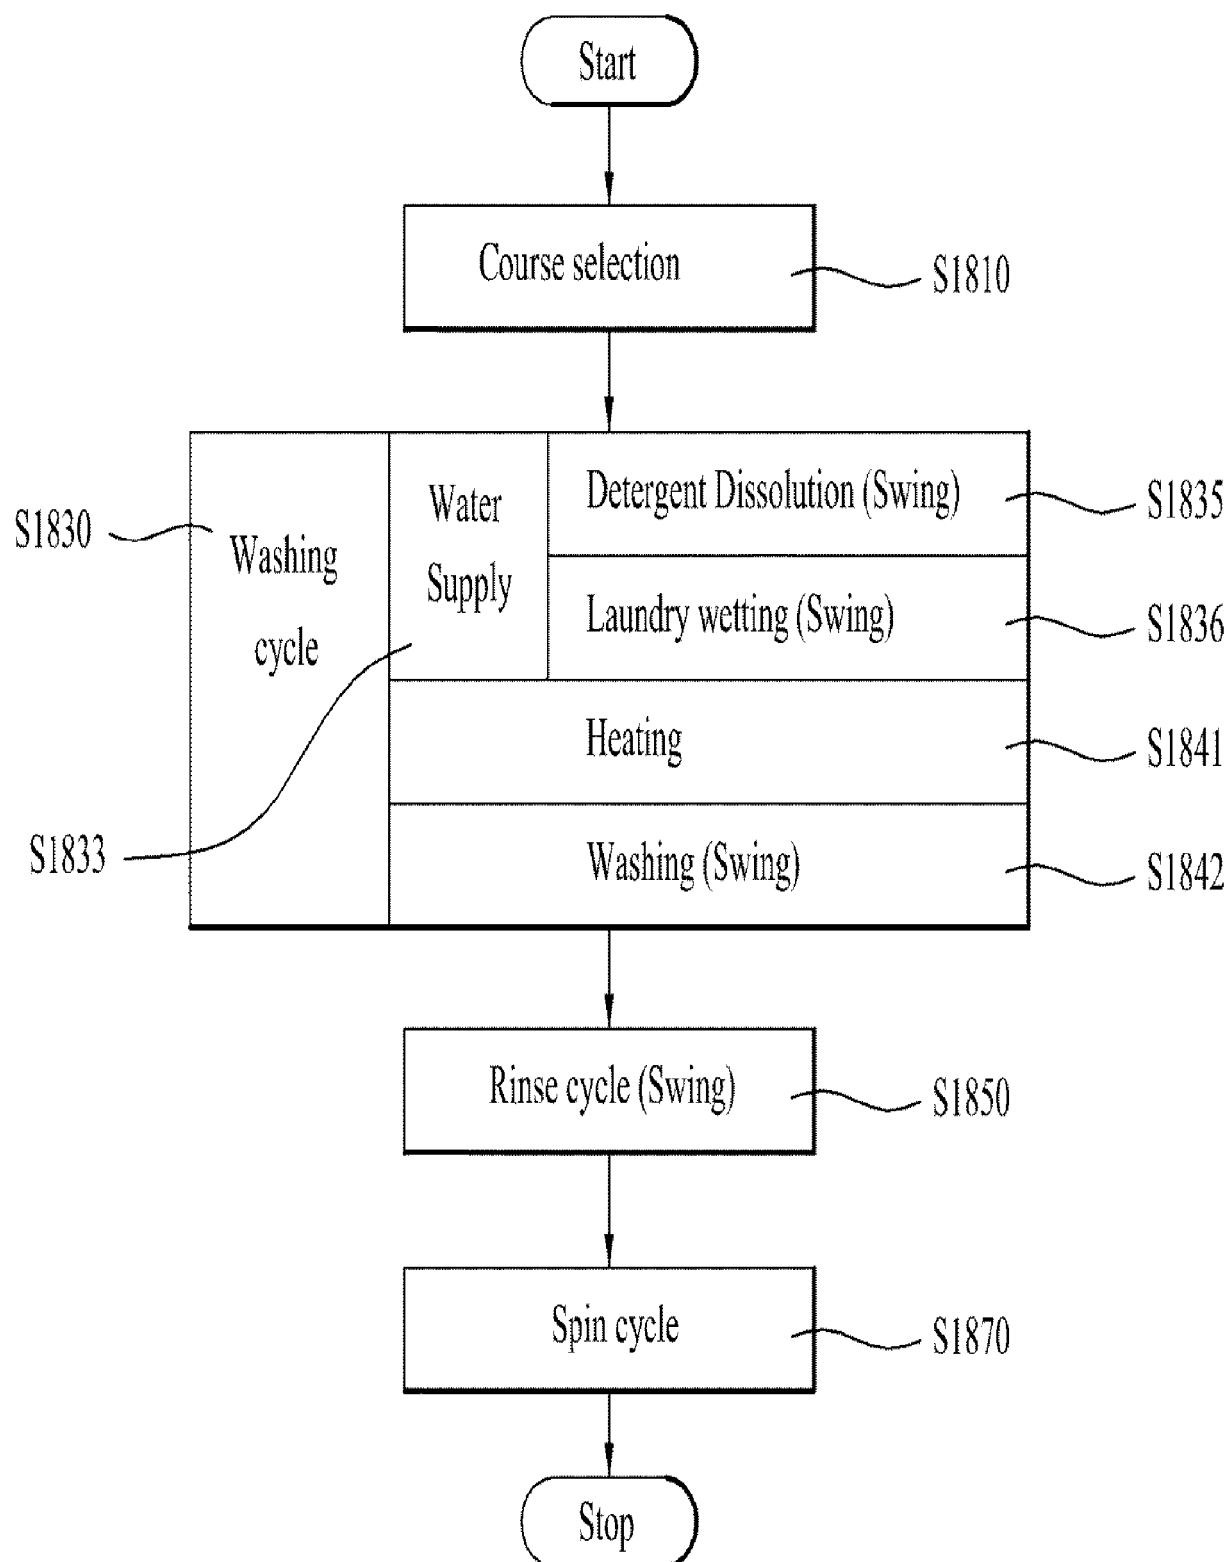 Start
Course selection
S1810
Detergent Dissolution (Swing)
S1835
Water
Supply
S1830
Washing
cycle
Laundry wetting (Swing)
S1836
Heating
S1841
S1833
Washing (Swing)
S1842
Rinse cycle (Swing)
S1850
Spin cycle
S1870
Stop